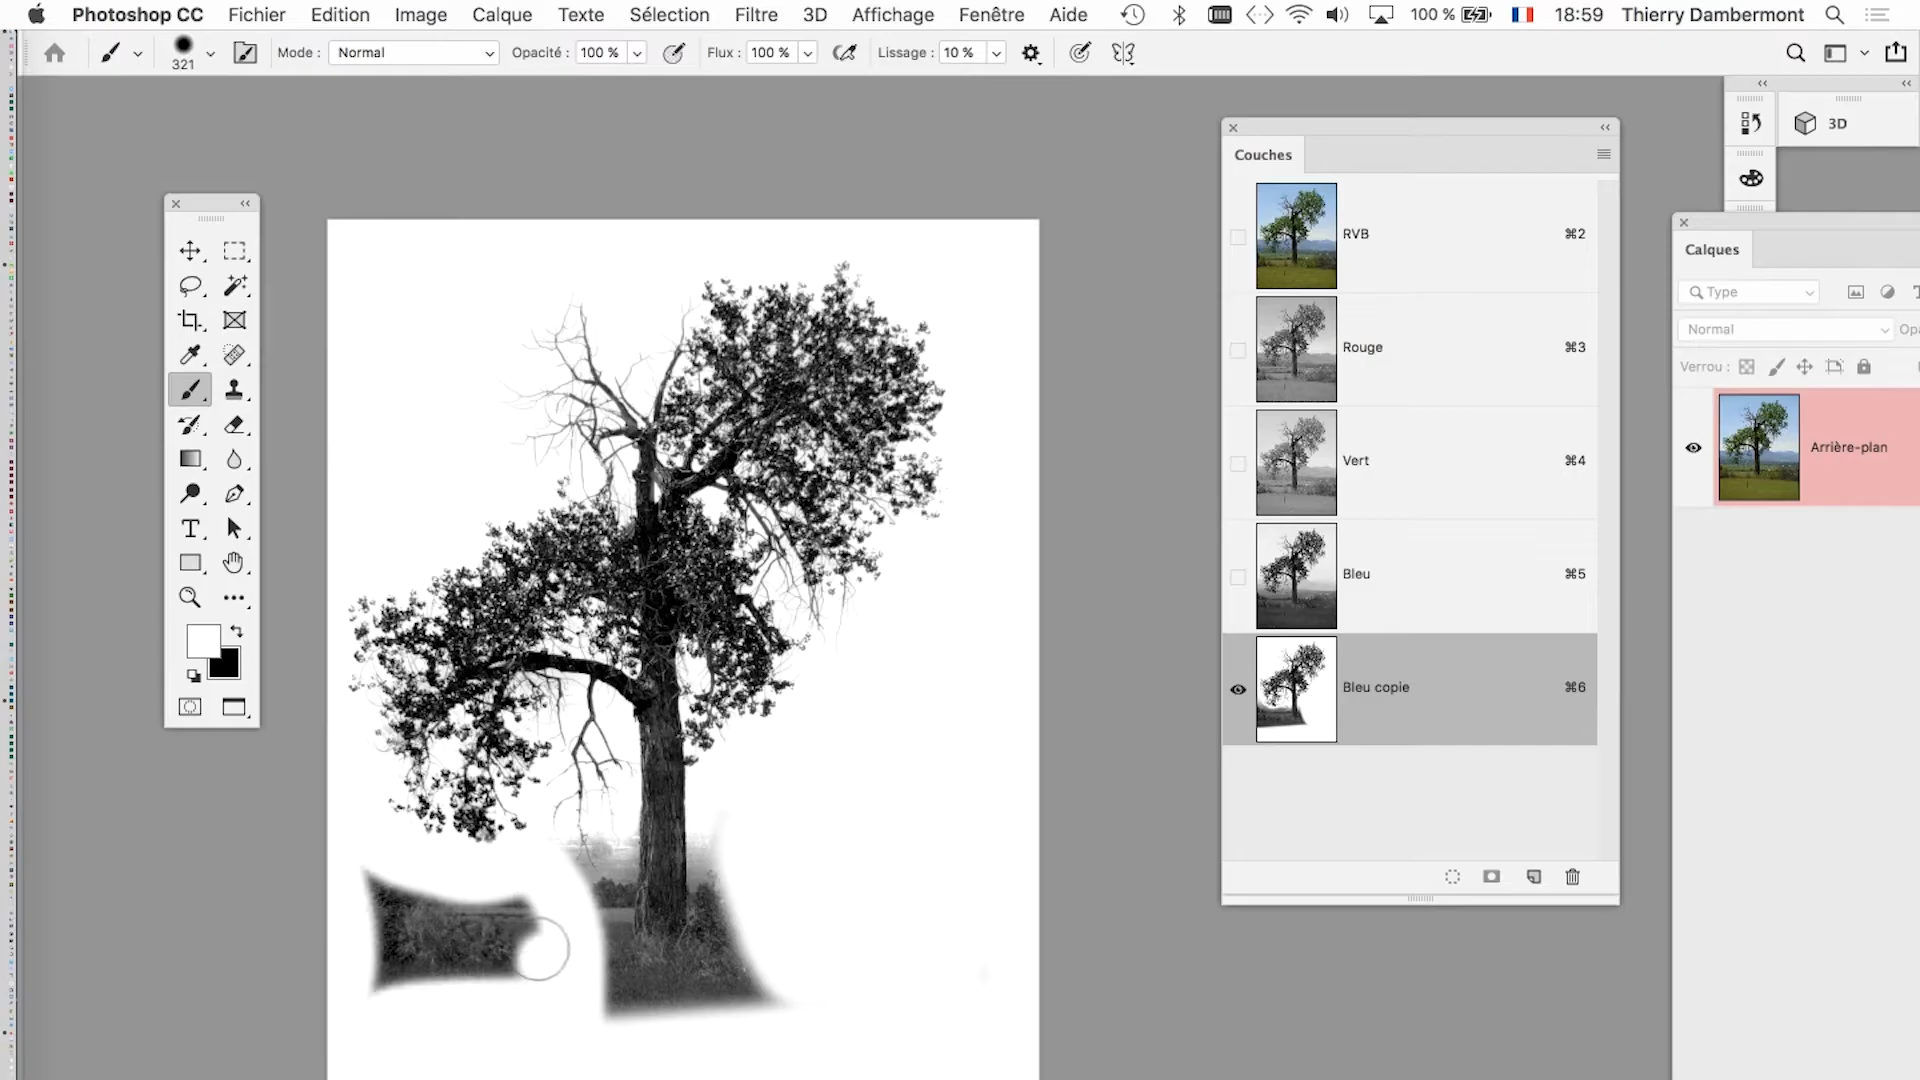 Photoshop CC Fichier Edition Image Calque Texte Sélection Filtre 3D Affichage Fenêtre Aide 100 % 18:59 Thierry Dambermont
321 Mode : Normal Opacité : 100 % Flux : 100 % Lissage : 10 %
3D
Couches
RVB ⌘2
Rouge ⌘3
Vert ⌘4
Bleu ⌘5
Bleu copie ⌘6
Calques
Type
Normal Opa
Verrou :
Arrière-plan